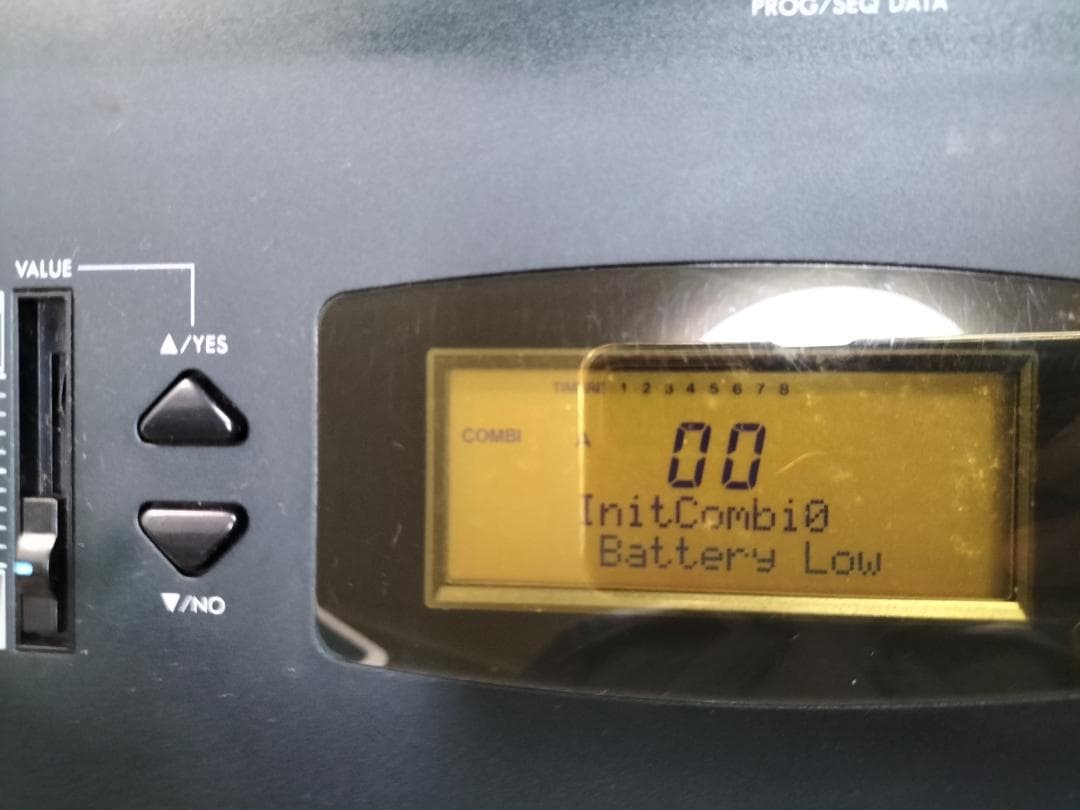 PROG/SEQ DATA
VALUE
▲/YES
TIMBRE 1 2 3 4 5 6 7 8
COMBI A
00
InitCombi0
Battery Low
▼/NO